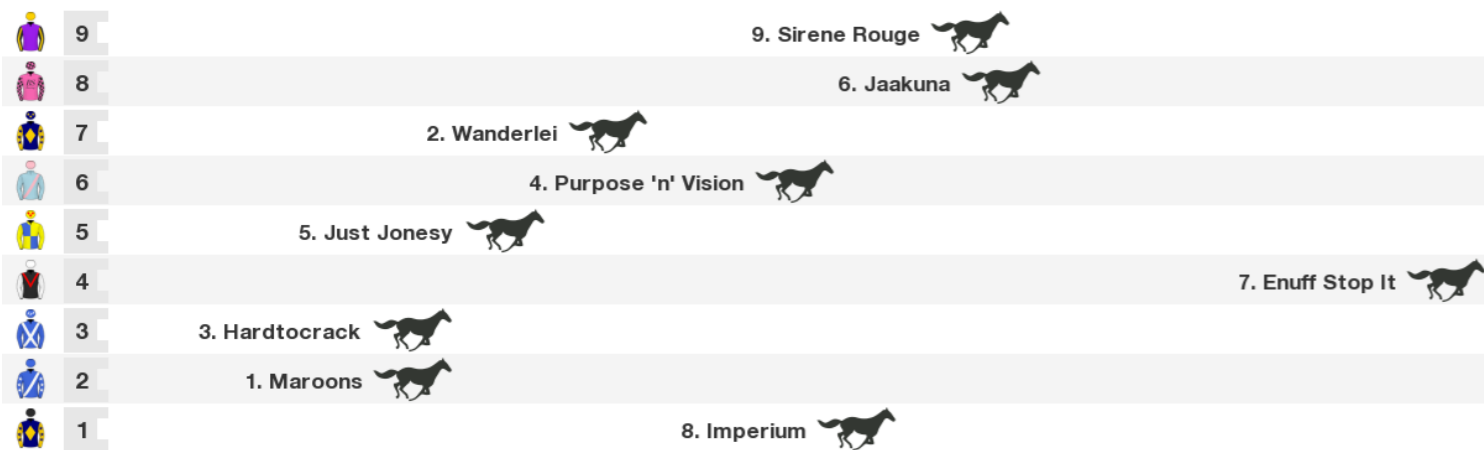 9 9. Sirene Rouge
8 6. Jaakuna
7 2. Wanderlei
6 4. Purpose 'n' Vision
5 5. Just Jonesy
4 7. Enuff Stop It
3 3. Hardtocrack
2 1. Maroons
1 8. Imperium